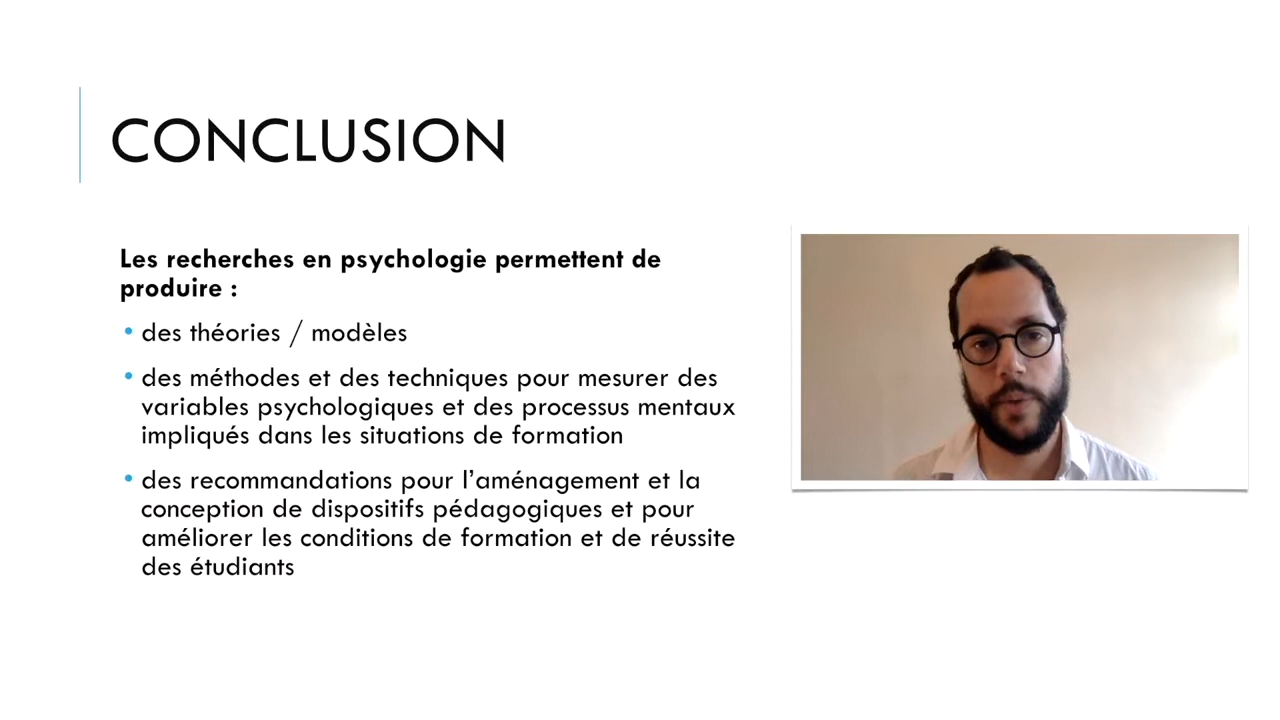 CONCLUSION
Les recherches en psychologie permettent de
produire :
• des théories / modèles
• des méthodes et des techniques pour mesurer des
variables psychologiques et des processus mentaux
impliqués dans les situations de formation
• des recommandations pour l’aménagement et la
conception de dispositifs pédagogiques et pour
améliorer les conditions de formation et de réussite
des étudiants